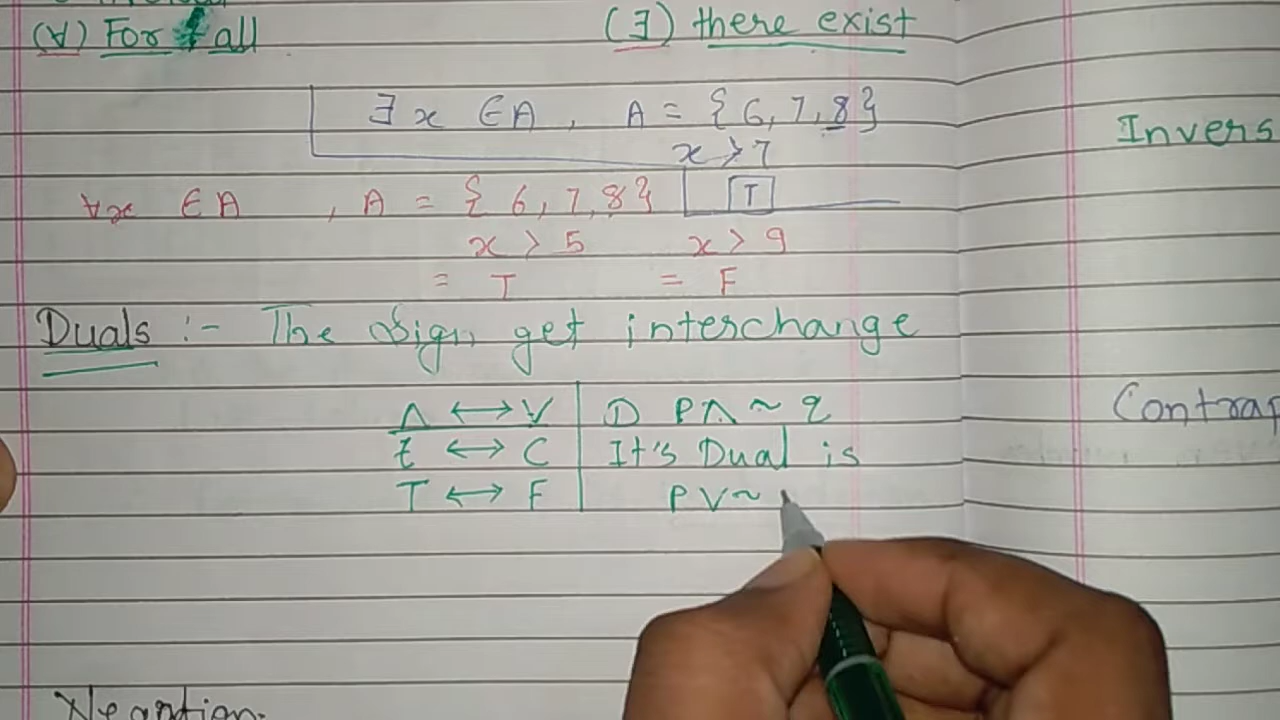 (∀) For all
(∃) there exist
∃ x ∈ A , A = {6, 7, 8}
x > 7
T
∀x ∈ A , A = {6, 7, 8}
x > 5 x > 9
= T = F
Duals :- The sign get interchange
∧ ↔ ∨
t ↔ C
T ↔ F
① P ∧ ~ q
It's Dual is
P ∨ ~
Invers
Contrap